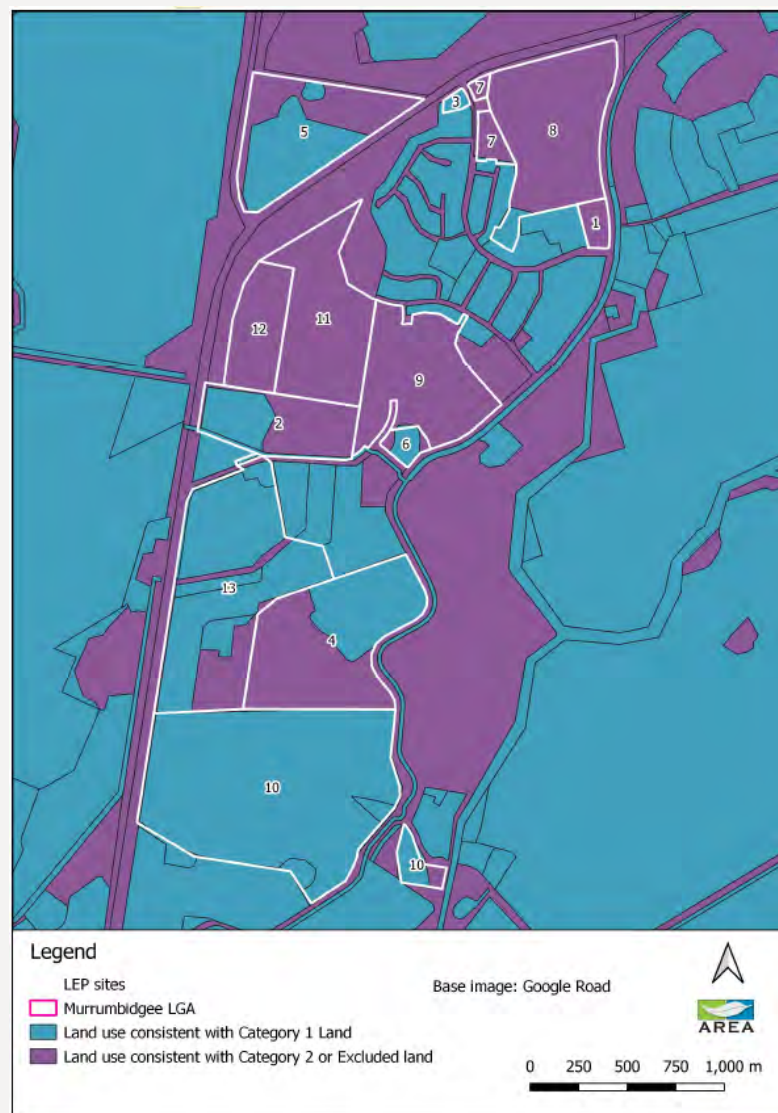 3
7
5
7
8
1
11
12
9
2
6
13
4
10
10
Legend
LEP sites
Murrumbidgee LGA
Land use consistent with Category 1 Land
Land use consistent with Category 2 or Excluded land
Base image: Google Road
AREA
0 250 500 750 1,000 m